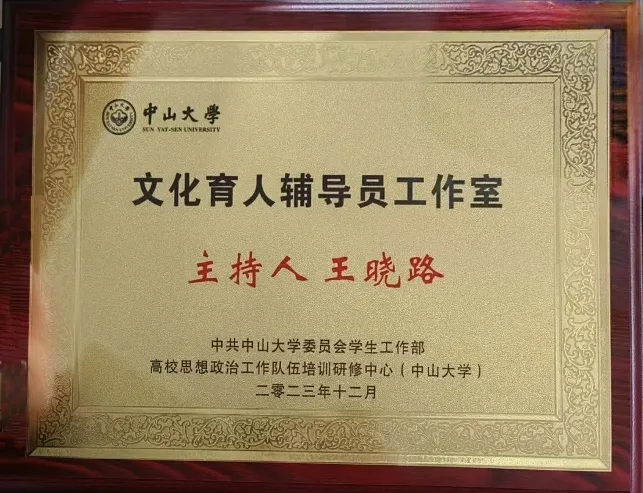 中山大學
SUN YAT-SEN UNIVERSITY
文化育人辅导员工作室
主持人 王晓路
中共中山大学委员会学生工作部
高校思想政治工作队伍培训研修中心（中山大学）
二零二三年十二月